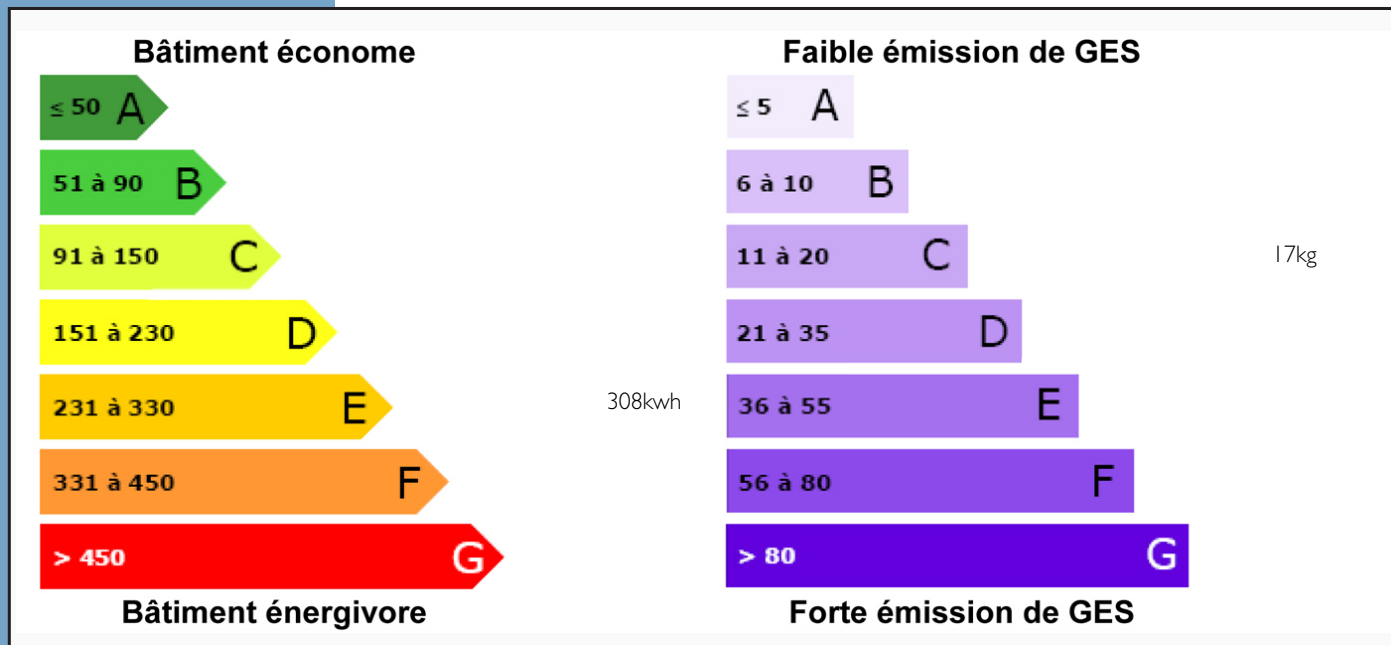 Bâtiment économe
≤ 50 A
51 à 90 B
91 à 150 C
151 à 230 D
231 à 330 E
308kwh
331 à 450 F
> 450 G
Bâtiment énergivore
Faible émission de GES
≤ 5 A
6 à 10 B
11 à 20 C
17kg
21 à 35 D
36 à 55 E
56 à 80 F
> 80 G
Forte émission de GES